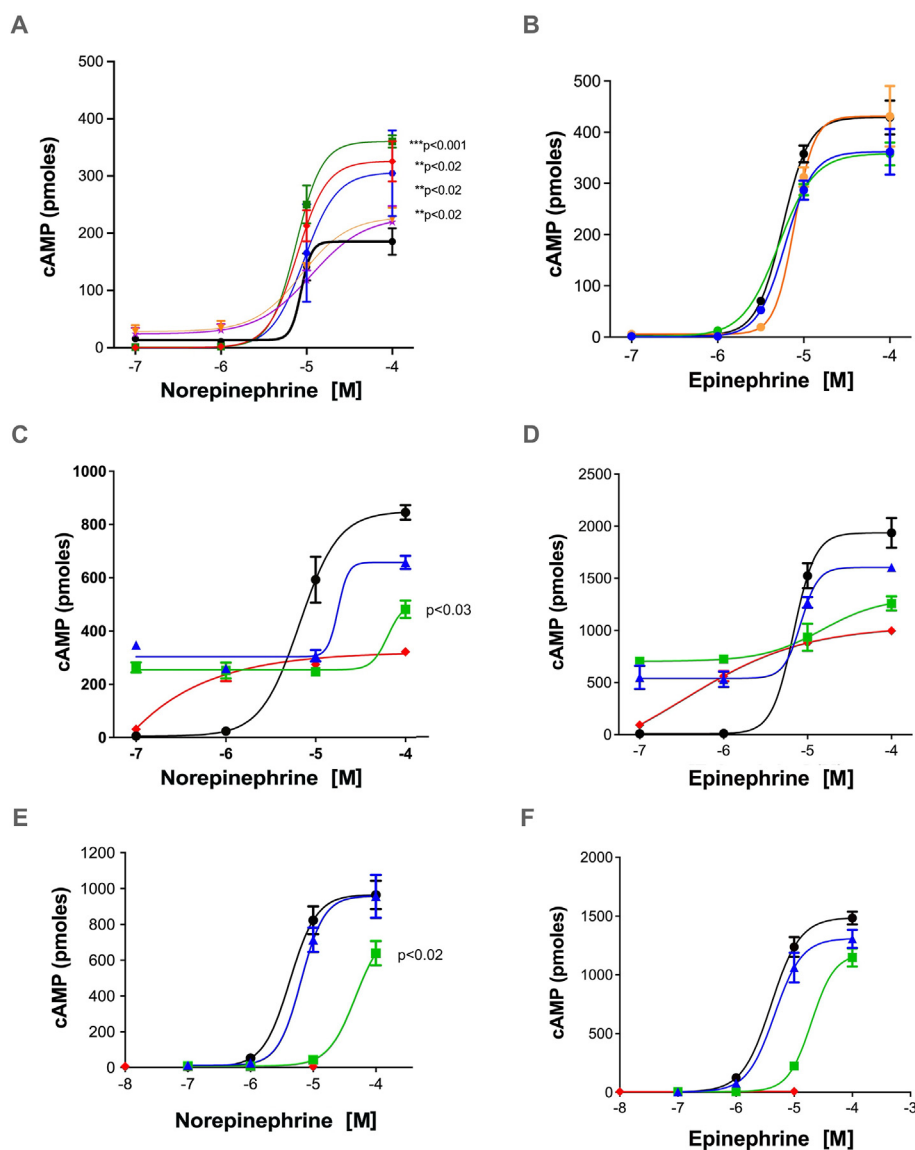 A
cAMP (pmoles)
500
400
300
200
100
0
***p<0.001
**p<0.02
**p<0.02
**p<0.02
-7 -6 -5 -4
Norepinephrine [M]
B
cAMP (pmoles)
500
400
300
200
100
0
-7 -6 -5 -4
Epinephrine [M]
C
cAMP (pmoles)
1000
800
600
400
200
0
p<0.03
-7 -6 -5 -4
Norepinephrine [M]
D
cAMP (pmoles)
2500
2000
1500
1000
500
0
-7 -6 -5 -4
Epinephrine [M]
E
cAMP (pmoles)
1200
1000
800
600
400
200
0
p<0.02
-8 -7 -6 -5 -4
Norepinephrine [M]
F
cAMP (pmoles)
2000
1500
1000
500
0
-8 -7 -6 -5 -4 -3
Epinephrine [M]